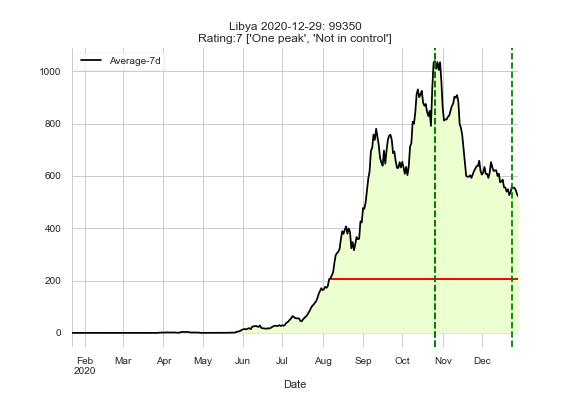 Libya 2020-12-29: 99350
Rating:7 ['One peak', 'Not in control']
Average-7d
1000
800
600
400
200
0
Feb Mar Apr May Jun Jul Aug Sep Oct Nov Dec
2020
Date